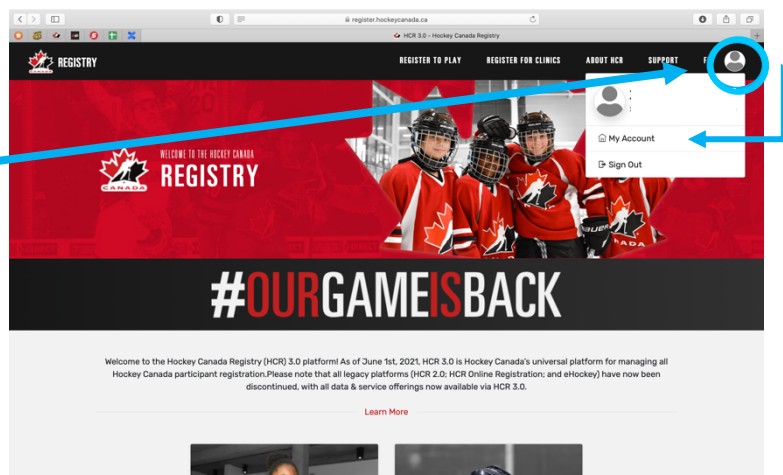 register.hockeycanada.ca
HCR 3.0 - Hockey Canada Registry
CANADA
REGISTRY
REGISTER TO PLAY REGISTER FOR CLINICS ABOUT HCR SUPPORT
My Account
Sign Out
WELCOME TO THE HOCKEY CANADA
REGISTRY
CANADA
#OURGAMEISBACK
Welcome to the Hockey Canada Registry (HCR) 3.0 platform! As of June 1st, 2021, HCR 3.0 is Hockey Canada's universal platform for managing all
Hockey Canada participant registration.Please note that all legacy platforms (HCR 2.0; HCR Online Registration; and eHockey) have now been
discontinued, with all data & service offerings now available via HCR 3.0.
Learn More